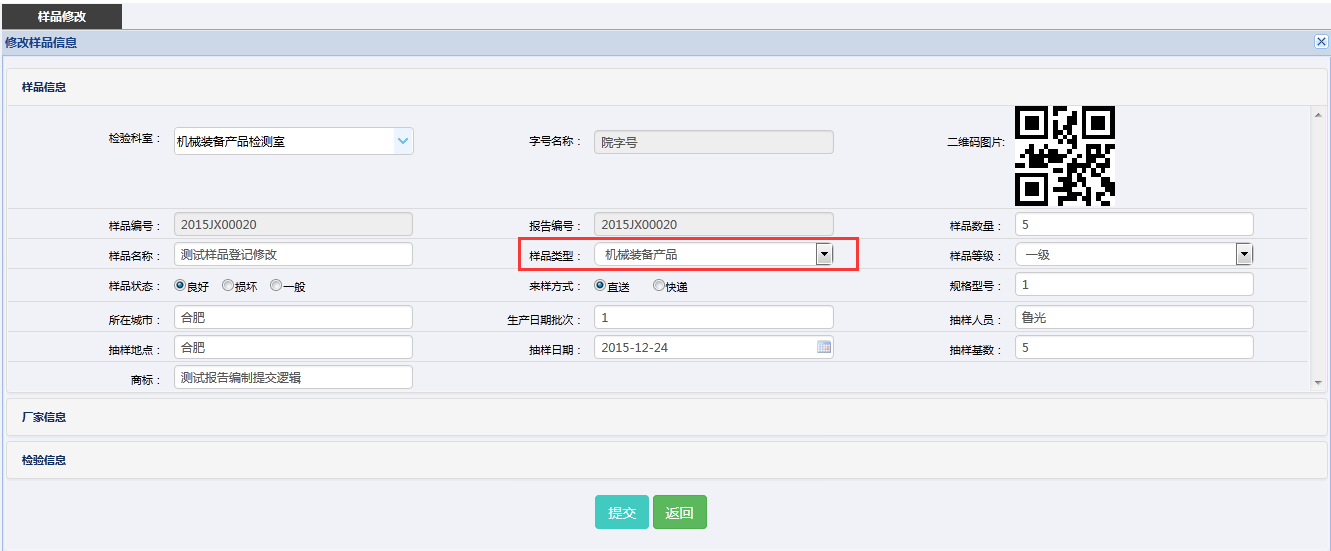 样品修改
修改样品信息
样品信息
检验科室： 机械装备产品检测室 字号名称： 院字号 二维码图片:
样品编号： 2015JX00020 报告编号： 2015JX00020 样品数量： 5
样品名称： 测试样品登记修改 样品类型： 机械装备产品 样品等级： 一级
样品状态： 良好 损坏 一般 来样方式： 直送 快递 规格型号： 1
所在城市： 合肥 生产日期批次： 1 抽样人员： 鲁光
抽样地点： 合肥 抽样日期： 2015-12-24 抽样基数： 5
商标： 测试报告编制提交逻辑
厂家信息
检验信息
提交 返回